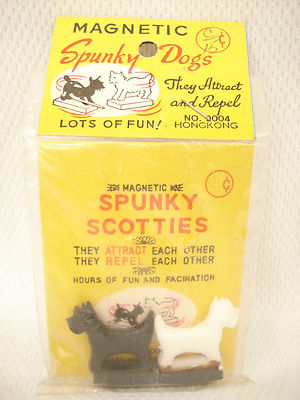 MAGNETIC
Spunky Dogs
They Attract
and Repel
NO. 3004
LOTS OF FUN! HONGKONG
MAGNETIC
SPUNKY
SCOTTIES
THEY ATTRACT EACH OTHER
THEY REPEL EACH OTHER
HOURS OF FUN AND FACINATION